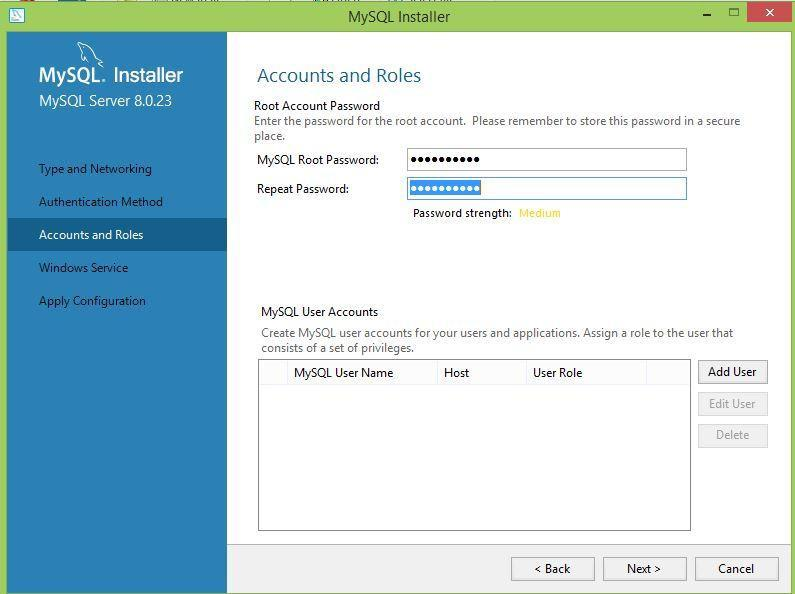 MySQL Installer
MySQL. Installer
MySQL Server 8.0.23
Type and Networking
Authentication Method
Accounts and Roles
Windows Service
Apply Configuration
Accounts and Roles
Root Account Password
Enter the password for the root account. Please remember to store this password in a secure
place.
MySQL Root Password: ●●●●●●●●●●
Repeat Password: ●●●●●●●●●●
Password strength: Medium
MySQL User Accounts
Create MySQL user accounts for your users and applications. Assign a role to the user that
consists of a set of privileges.
MySQL User Name Host User Role
Add User
Edit User
Delete
< Back Next > Cancel